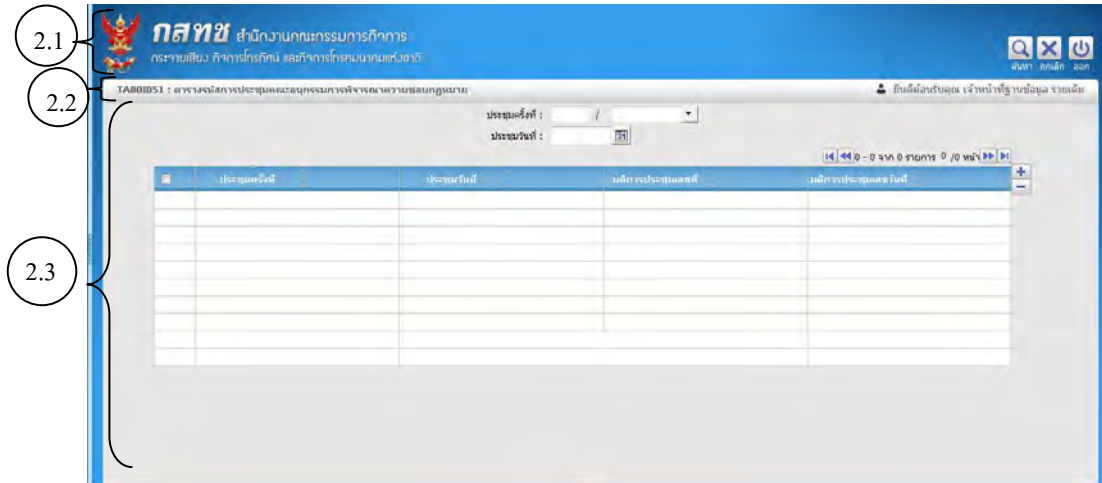 2.1
กสทช สำนักงานคณะกรรมการกิจการ
กระจายเสียง กิจการโทรทัศน์ และกิจการโทรคมนาคมแห่งชาติ
ค้นหา ยกเลิก ออก
2.2
TAB0ID51 : ตารางรหัสการประชุมคณะอนุกรรมการพิจารณาความชอบกฎหมาย
ยินดีต้อนรับคุณ เจ้าหน้าที่ฐานข้อมูล รายเดิม
ประชุมครั้งที่ : /
ประชุมวันที่ :
0 - 0 จาก 0 รายการ 0 /0 หน้า
ประชุมครั้งที่ ประชุมวันที่ มติการประชุมเลขที่ มติการประชุมลงวันที่
2.3